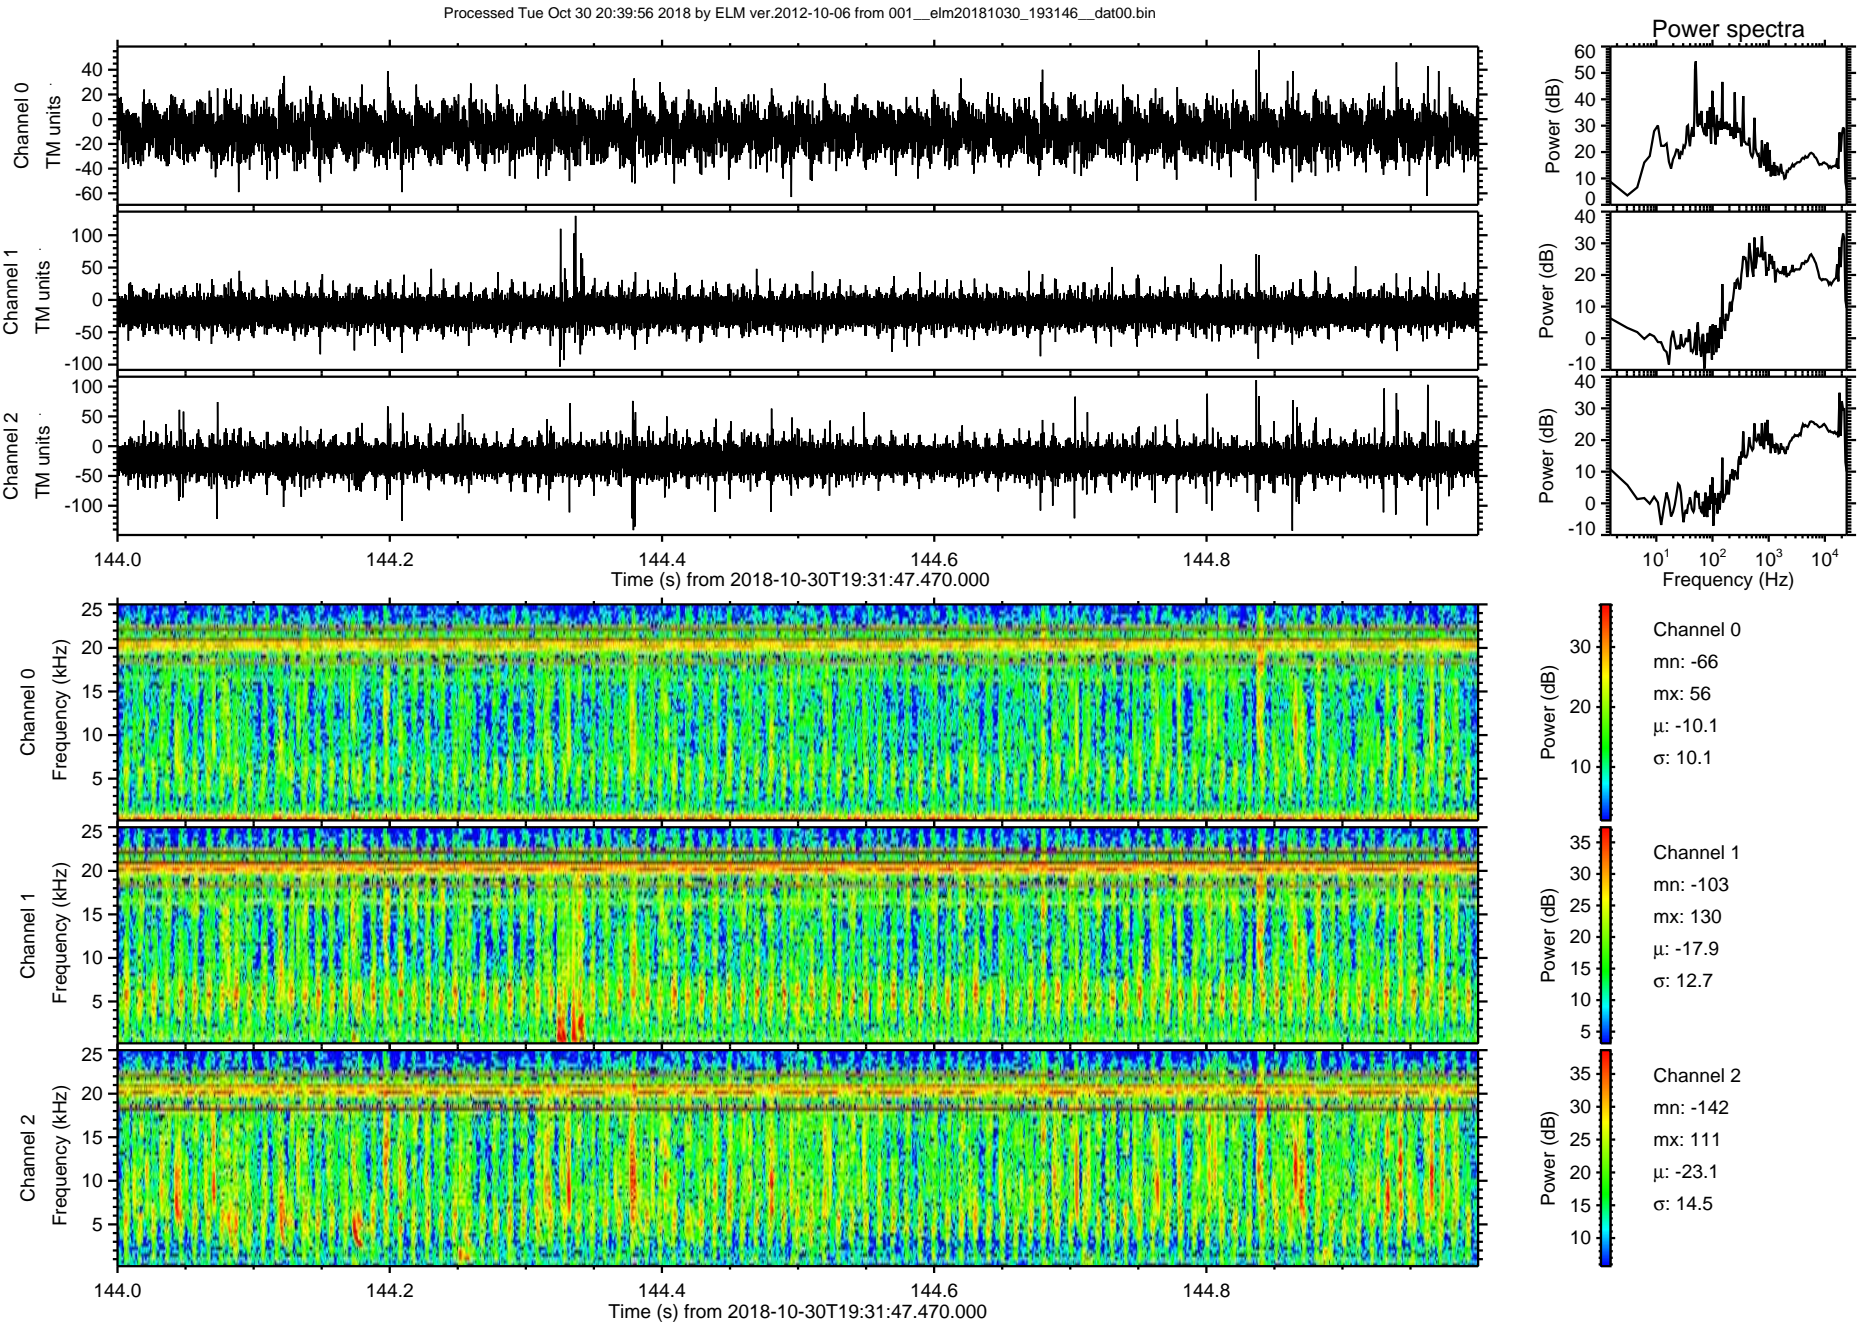 Processed Tue Oct 30 20:39:56 2018 by ELM ver.2012-10-06 from 001__elm20181030_193146__dat00.bin
Power spectra
Channel 0
TM units
40
20
0
-20
-40
-60
Power (dB)
60
50
40
30
20
10
0
Channel 1
TM units
100
50
0
-50
-100
Power (dB)
40
30
20
10
0
-10
Channel 2
TM units
100
50
0
-50
-100
Power (dB)
40
30
20
10
0
-10
144.0 144.2 144.4 144.6 144.8
Time (s) from 2018-10-30T19:31:47.470.000
10^1 10^2 10^3 10^4
Frequency (Hz)
Channel 0
Frequency (kHz)
25
20
15
10
5
Power (dB)
30
20
10
Channel 0
mn: -66
mx: 56
µ: -10.1
σ: 10.1
Channel 1
Frequency (kHz)
25
20
15
10
5
Power (dB)
35
30
25
20
15
10
5
Channel 1
mn: -103
mx: 130
µ: -17.9
σ: 12.7
Channel 2
Frequency (kHz)
25
20
15
10
5
Power (dB)
35
30
25
20
15
10
Channel 2
mn: -142
mx: 111
µ: -23.1
σ: 14.5
144.0 144.2 144.4 144.6 144.8
Time (s) from 2018-10-30T19:31:47.470.000